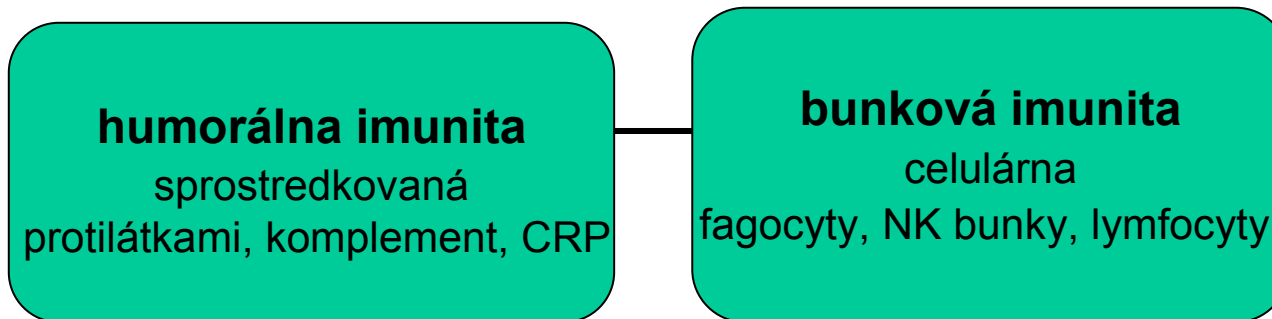 humorálna imunita
sprostredkovaná
protilátkami, komplement, CRP
bunková imunita
celulárna
fagocyty, NK bunky, lymfocyty